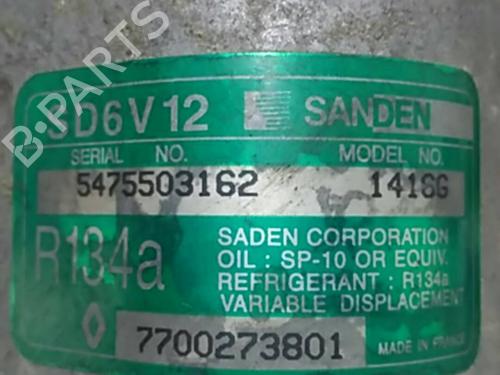 SD6V12 SANDEN
SERIAL NO. MODEL NO.
5475503162 1418G
R134a
SADEN CORPORATION
OIL : SP-10 OR EQUIV.
REFRIGERANT : R134a
VARIABLE DISPLACEMENT
7700273801 MADE IN FRANCE
B-PARTS